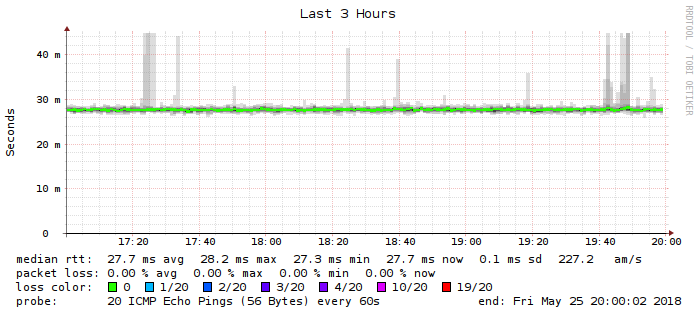 Last 3 Hours
RRDTOOL / TOBI OETIKER
Seconds
40 m
30 m
20 m
10 m
0
17:20 17:40 18:00 18:20 18:40 19:00 19:20 19:40 20:00
median rtt: 27.7 ms avg 28.2 ms max 27.3 ms min 27.7 ms now 0.1 ms sd 227.2 am/s
packet loss: 0.00 % avg 0.00 % max 0.00 % min 0.00 % now
loss color: 0 1/20 2/20 3/20 4/20 10/20 19/20
probe: 20 ICMP Echo Pings (56 Bytes) every 60s end: Fri May 25 20:00:02 2018